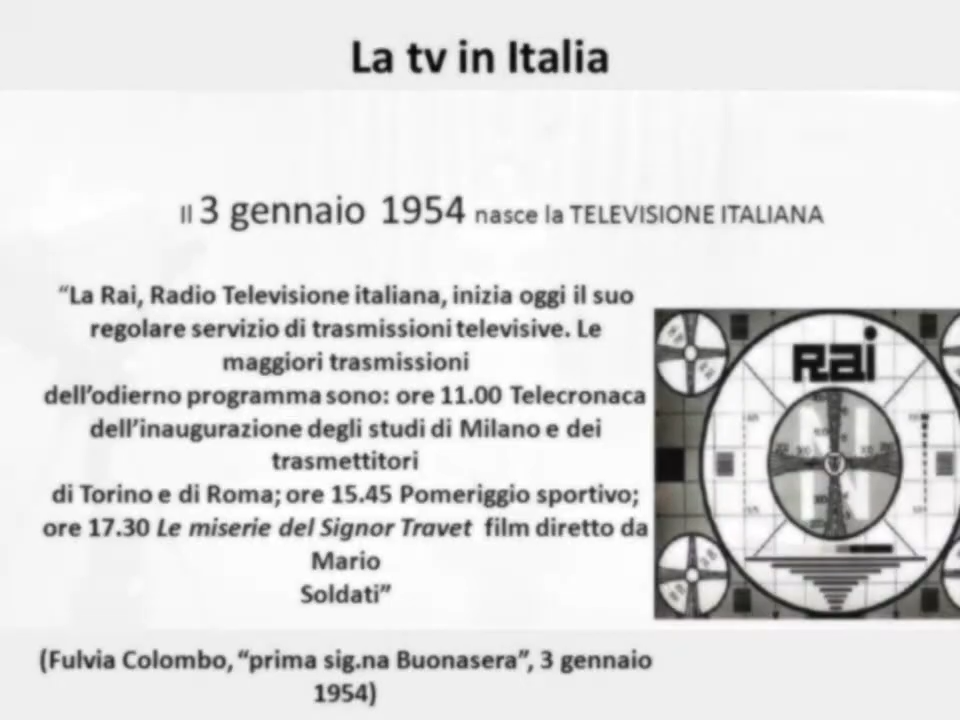 La tv in Italia
Il 3 gennaio 1954 nasce la TELEVISIONE ITALIANA
“La Rai, Radio Televisione italiana, inizia oggi il suo
regolare servizio di trasmissioni televisive. Le
maggiori trasmissioni
dell’odierno programma sono: ore 11.00 Telecronaca
dell’inaugurazione degli studi di Milano e dei
trasmettitori
di Torino e di Roma; ore 15.45 Pomeriggio sportivo;
ore 17.30 Le miserie del Signor Travet film diretto da
Mario
Soldati”
Rai
(Fulvia Colombo, “prima sig.na Buonasera”, 3 gennaio
1954)